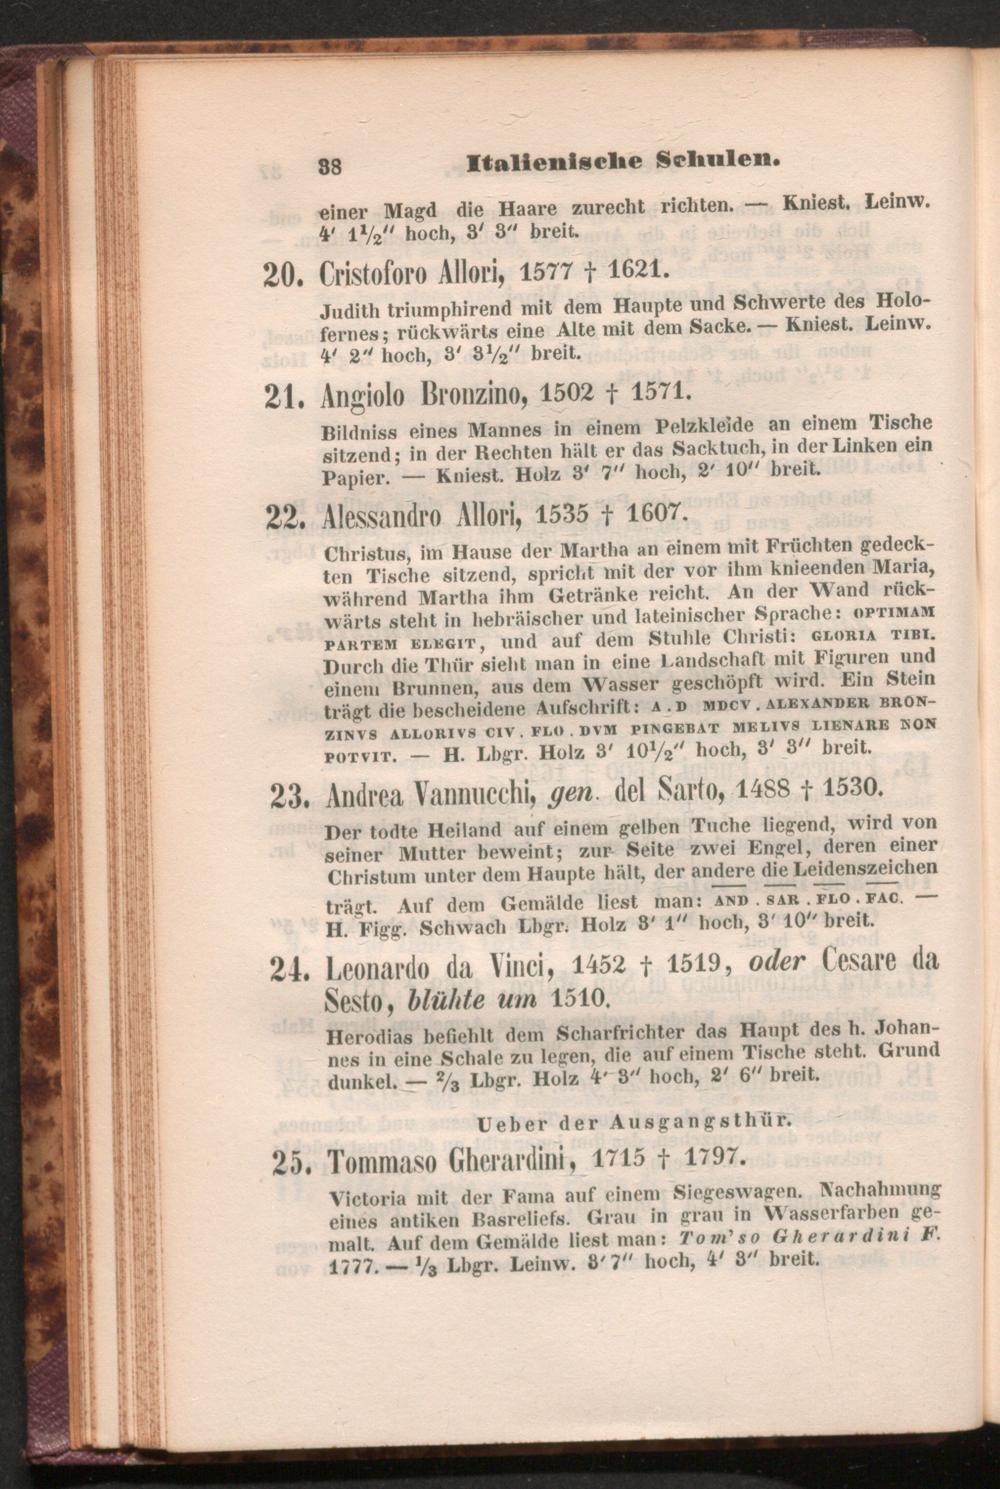 38 Italienische Schulen.
einer Magd die Haare zurecht richten. — Kniest. Leinw.
4′ 1½″ hoch, 3′ 3″ breit.
20. Cristoforo Allori, 1577 † 1621.
Judith triumphirend mit dem Haupte und Schwerte des Holo-
fernes; rückwärts eine Alte mit dem Sacke. — Kniest. Leinw.
4′ 2″ hoch, 3′ 3½″ breit.
21. Angiolo Bronzino, 1502 † 1571.
Bildniss eines Mannes in einem Pelzkleide an einem Tische
sitzend; in der Rechten hält er das Sacktuch, in der Linken ein
Papier. — Kniest. Holz 3′ 7″ hoch, 2′ 10″ breit.
22. Alessandro Allori, 1535 † 1607.
Christus, im Hause der Martha an einem mit Früchten gedeck-
ten Tische sitzend, spricht mit der vor ihm knieenden Maria,
während Martha ihm Getränke reicht. An der Wand rück-
wärts steht in hebräischer und lateinischer Sprache: OPTIMAM
PARTEM ELEGIT, und auf dem Stuhle Christi: GLORIA TIBI.
Durch die Thür sieht man in eine Landschaft mit Figuren und
einem Brunnen, aus dem Wasser geschöpft wird. Ein Stein
trägt die bescheidene Aufschrift: A.D MDCV. ALEXANDER BRON-
ZINVS ALLORIVS CIV. FLO. DVM PINGEBAT MELIVS LIENARE NON
POTVIT. — H. Lbgr. Holz 3′ 10½″ hoch, 3′ 3″ breit.
23. Andrea Vannucchi, gen. del Sarto, 1488 † 1530.
Der todte Heiland auf einem gelben Tuche liegend, wird von
seiner Mutter beweint; zur Seite zwei Engel, deren einer
Christum unter dem Haupte hält, der andere die Leidenszeichen
trägt. Auf dem Gemälde liest man: AND. SAR. FLO. FAC. —
H. Figg. Schwach Lbgr. Holz 3′ 1″ hoch, 3′ 10″ breit.
24. Leonardo da Vinci, 1452 † 1519, oder Cesare da
Sesto, blühte um 1510.
Herodias befiehlt dem Scharfrichter das Haupt des h. Johan-
nes in eine Schale zu legen, die auf einem Tische steht. Grund
dunkel. — ⅔ Lbgr. Holz 4′ 3″ hoch, 2′ 6″ breit.
Ueber der Ausgangsthür.
25. Tommaso Gherardini, 1715 † 1797.
Victoria mit der Fama auf einem Siegeswagen. Nachahmung
eines antiken Basreliefs. Grau in grau in Wasserfarben ge-
malt. Auf dem Gemälde liest man: Tom'so Gherardini F.
1777. — ⅓ Lbgr. Leinw. 3′ 7″ hoch, 4′ 3″ breit.